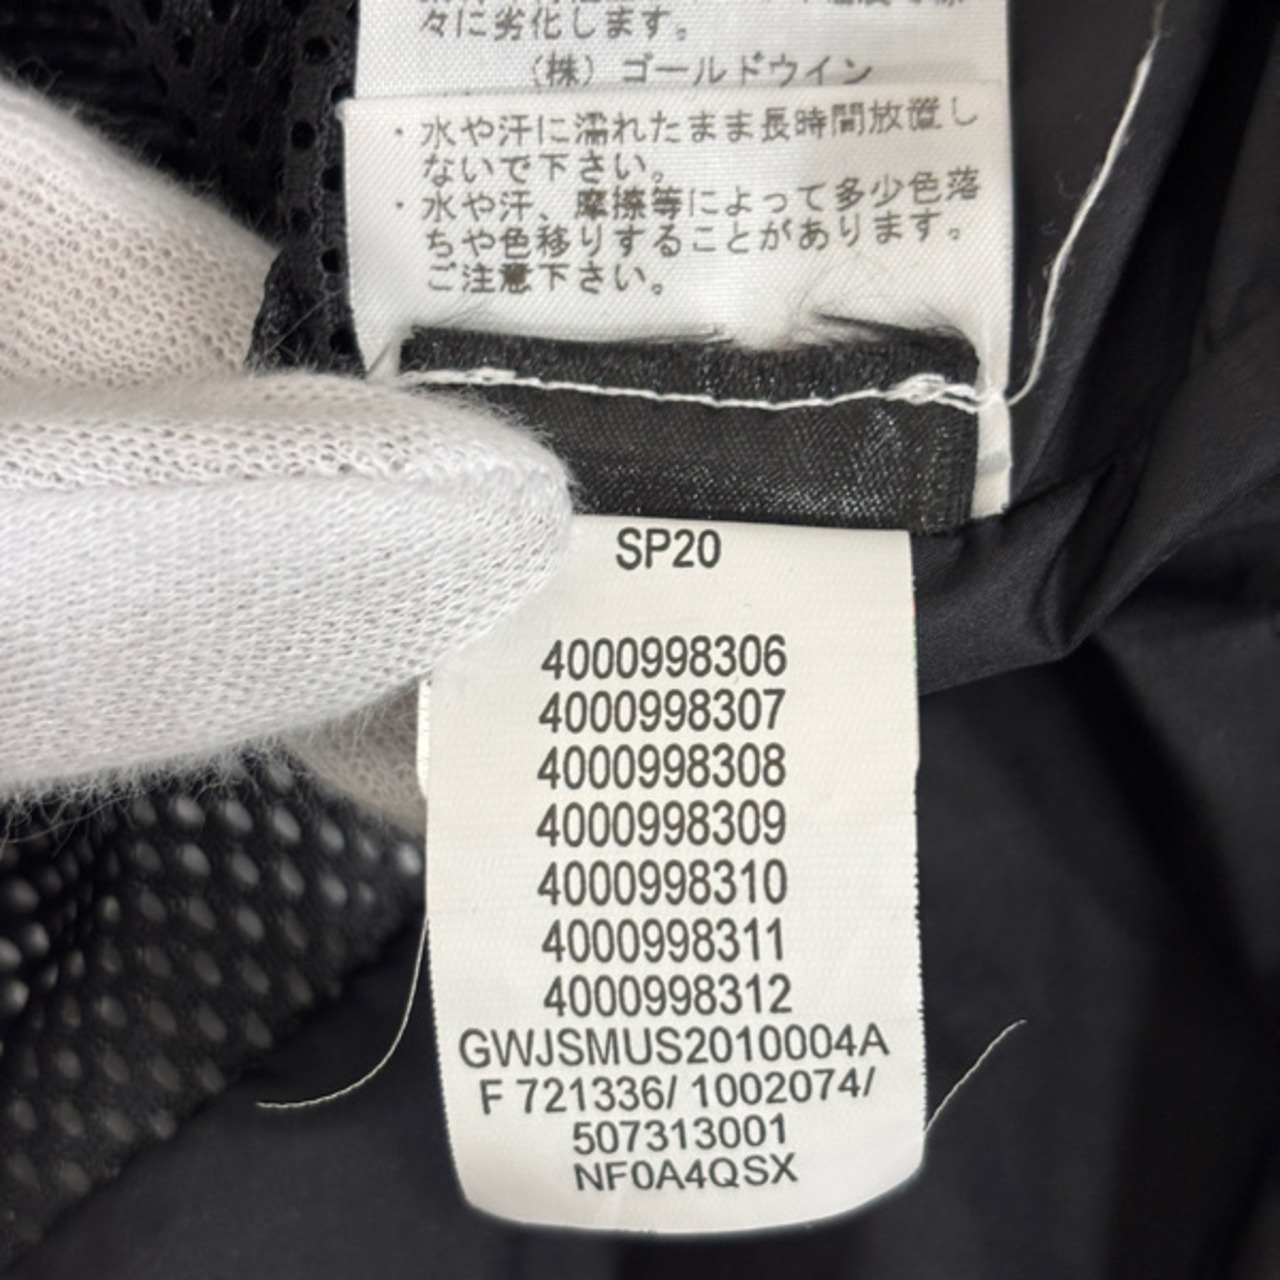 々に劣化します。
（株）ゴールドウイン
・水や汗に濡れたまま長時間放置し
ないで下さい。
・水や汗、摩擦等によって多少色落
ちや色移りすることがあります。
ご注意下さい。
SP20
4000998306
4000998307
4000998308
4000998309
4000998310
4000998311
4000998312
GWJSMUS2010004A
F 721336/ 1002074/
507313001
NF0A4QSX